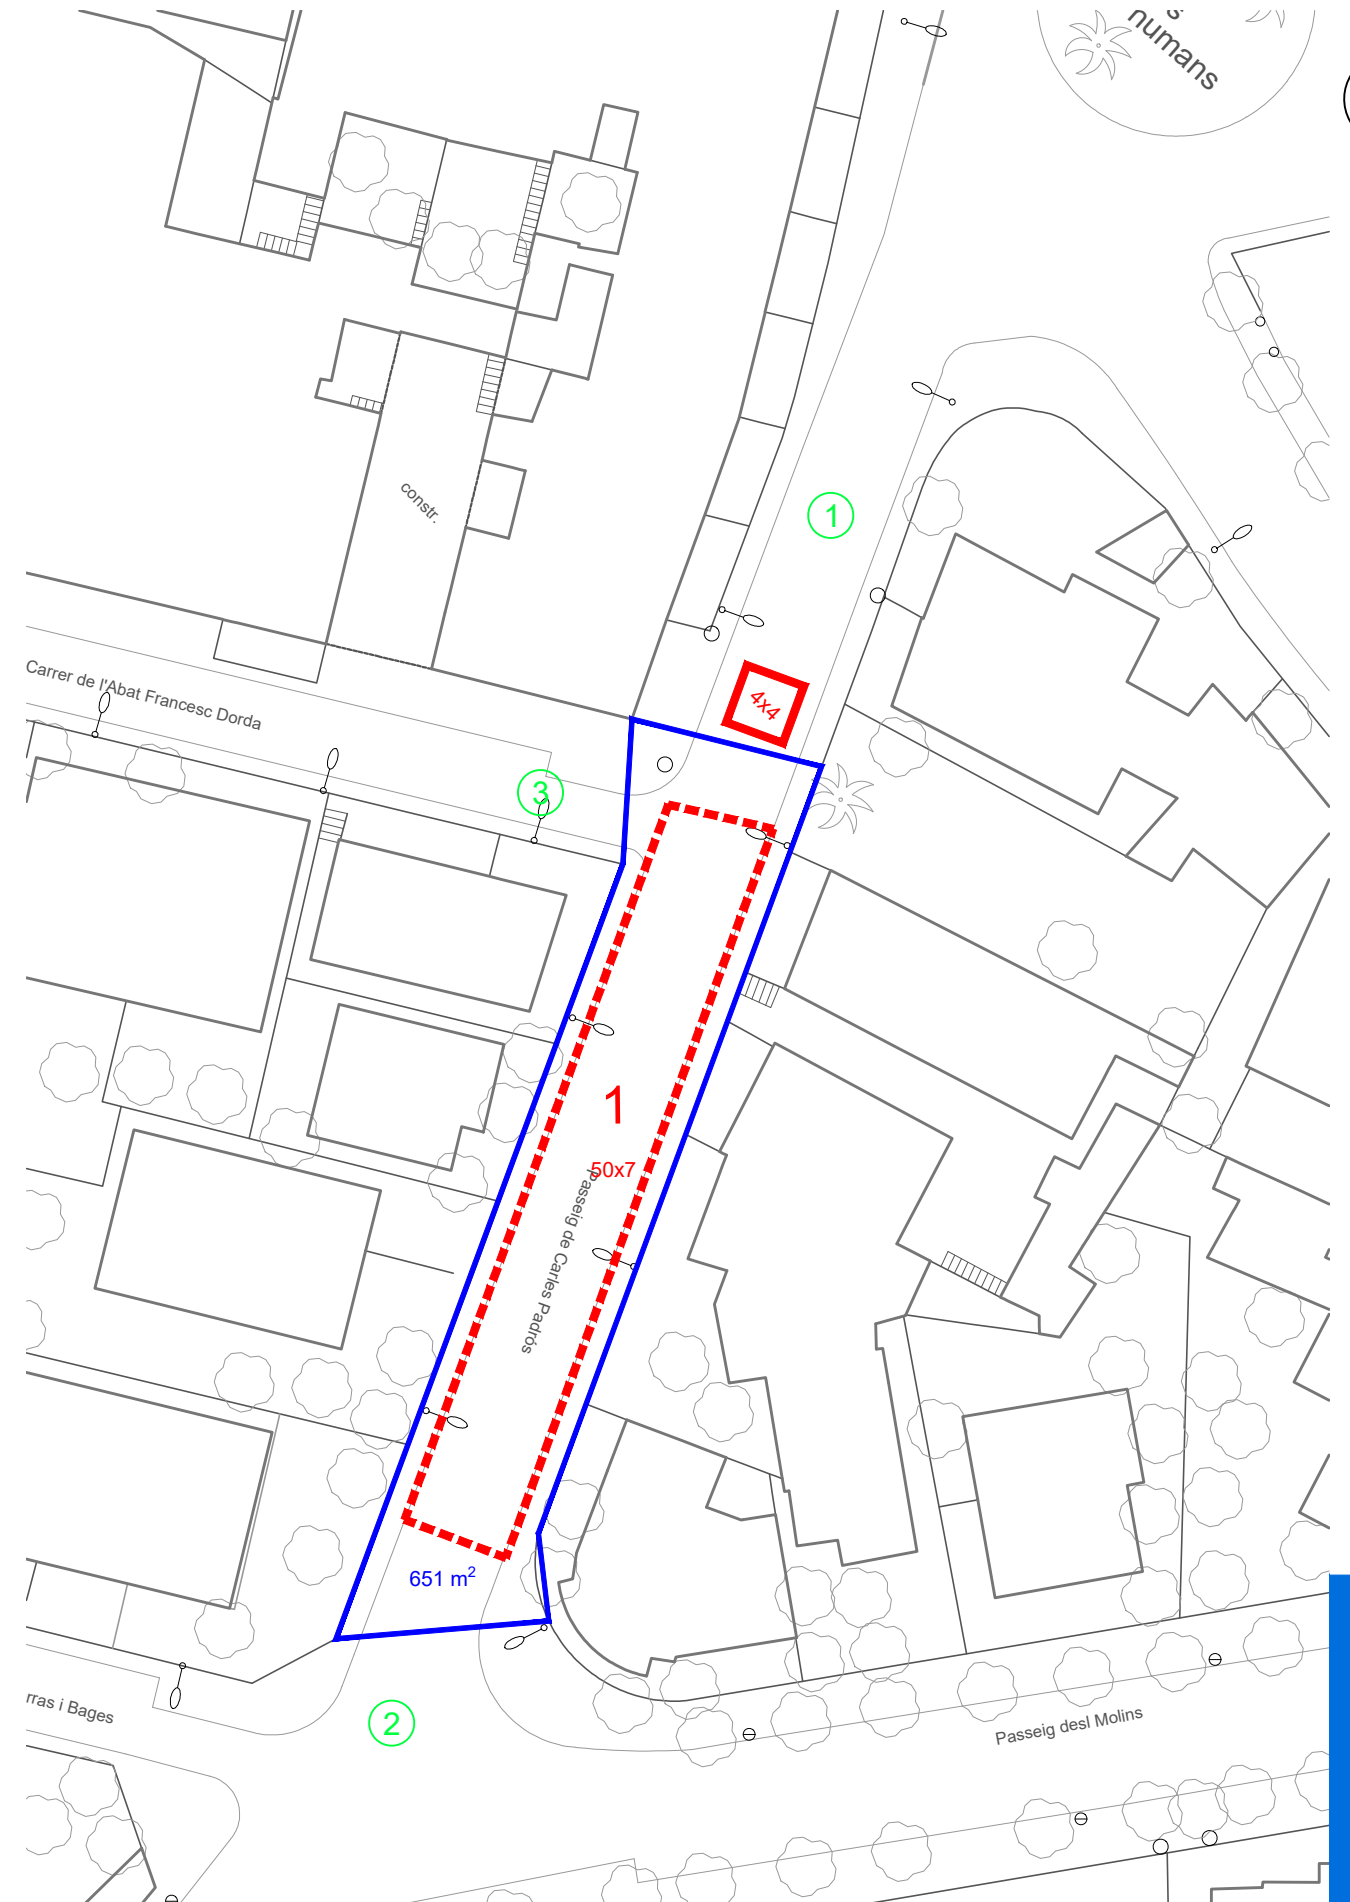 humans
constr.
1
Carrer de l'Abat Francesc Dorda
4x4
3
1
50x7
Passeig de Carles Padrós
651 m²
rras i Bages
2
Passeig desl Molins